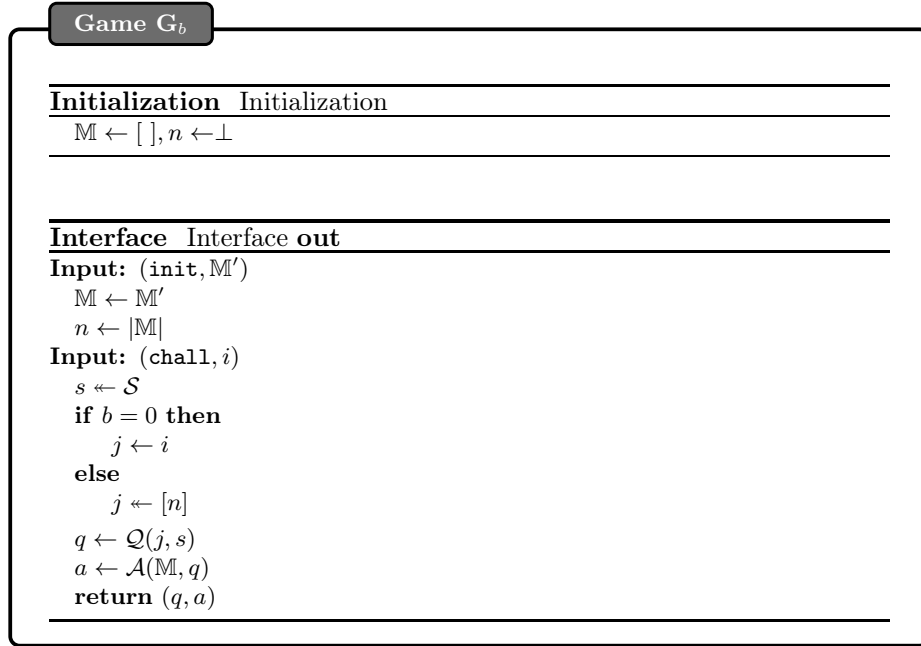 Game G_b
Initialization Initialization
𝕄 ← [ ], n ←⊥
Interface Interface out
Input: (init, 𝕄′)
𝕄 ← 𝕄′
n ← |𝕄|
Input: (chall, i)
s ↞ 𝒮
if b = 0 then
j ← i
else
j ↞ [n]
q ← 𝒬(j, s)
a ← 𝒜(𝕄, q)
return (q, a)